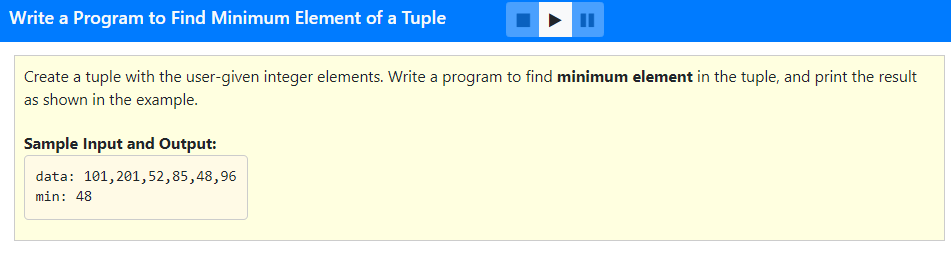 Write a Program to Find Minimum Element of a Tuple
Create a tuple with the user-given integer elements. Write a program to find minimum element in the tuple, and print the result
as shown in the example.
Sample Input and Output:
data: 101,201,52,85,48,96
min: 48